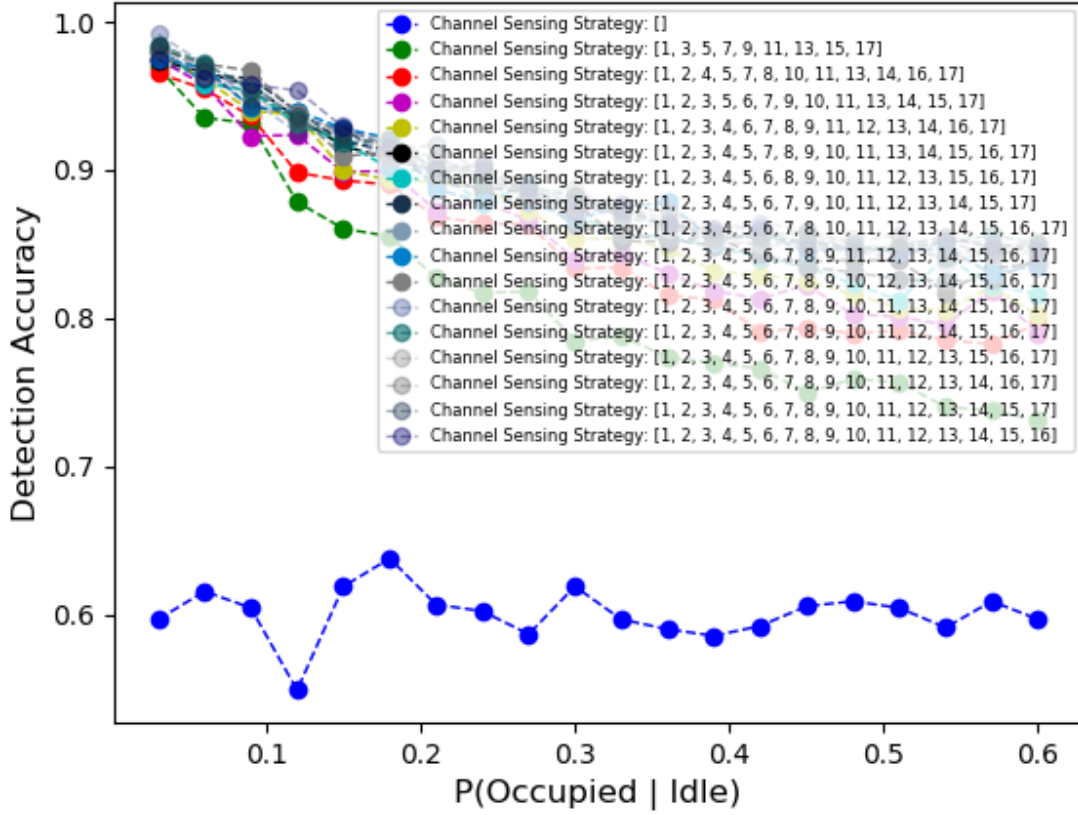 1.0
0.9
0.8
0.7
0.6
Detection Accuracy
Channel Sensing Strategy: []
Channel Sensing Strategy: [1, 3, 5, 7, 9, 11, 13, 15, 17]
Channel Sensing Strategy: [1, 2, 4, 5, 7, 8, 10, 11, 13, 14, 16, 17]
Channel Sensing Strategy: [1, 2, 3, 5, 6, 7, 9, 10, 11, 13, 14, 15, 17]
Channel Sensing Strategy: [1, 2, 3, 4, 6, 7, 8, 9, 11, 12, 13, 14, 16, 17]
Channel Sensing Strategy: [1, 2, 3, 4, 5, 7, 8, 9, 10, 11, 13, 14, 15, 16, 17]
Channel Sensing Strategy: [1, 2, 3, 4, 5, 6, 8, 9, 10, 11, 12, 13, 15, 16, 17]
Channel Sensing Strategy: [1, 2, 3, 4, 5, 6, 7, 9, 10, 11, 12, 13, 14, 15, 17]
Channel Sensing Strategy: [1, 2, 3, 4, 5, 6, 7, 8, 10, 11, 12, 13, 14, 15, 16, 17]
Channel Sensing Strategy: [1, 2, 3, 4, 5, 6, 7, 8, 9, 11, 12, 13, 14, 15, 16, 17]
Channel Sensing Strategy: [1, 2, 3, 4, 5, 6, 7, 8, 9, 10, 12, 13, 14, 15, 16, 17]
Channel Sensing Strategy: [1, 2, 3, 4, 5, 6, 7, 8, 9, 10, 11, 13, 14, 15, 16, 17]
Channel Sensing Strategy: [1, 2, 3, 4, 5, 6, 7, 8, 9, 10, 11, 12, 14, 15, 16, 17]
Channel Sensing Strategy: [1, 2, 3, 4, 5, 6, 7, 8, 9, 10, 11, 12, 13, 15, 16, 17]
Channel Sensing Strategy: [1, 2, 3, 4, 5, 6, 7, 8, 9, 10, 11, 12, 13, 14, 16, 17]
Channel Sensing Strategy: [1, 2, 3, 4, 5, 6, 7, 8, 9, 10, 11, 12, 13, 14, 15, 17]
Channel Sensing Strategy: [1, 2, 3, 4, 5, 6, 7, 8, 9, 10, 11, 12, 13, 14, 15, 16]
0.1 0.2 0.3 0.4 0.5 0.6
P(Occupied | Idle)